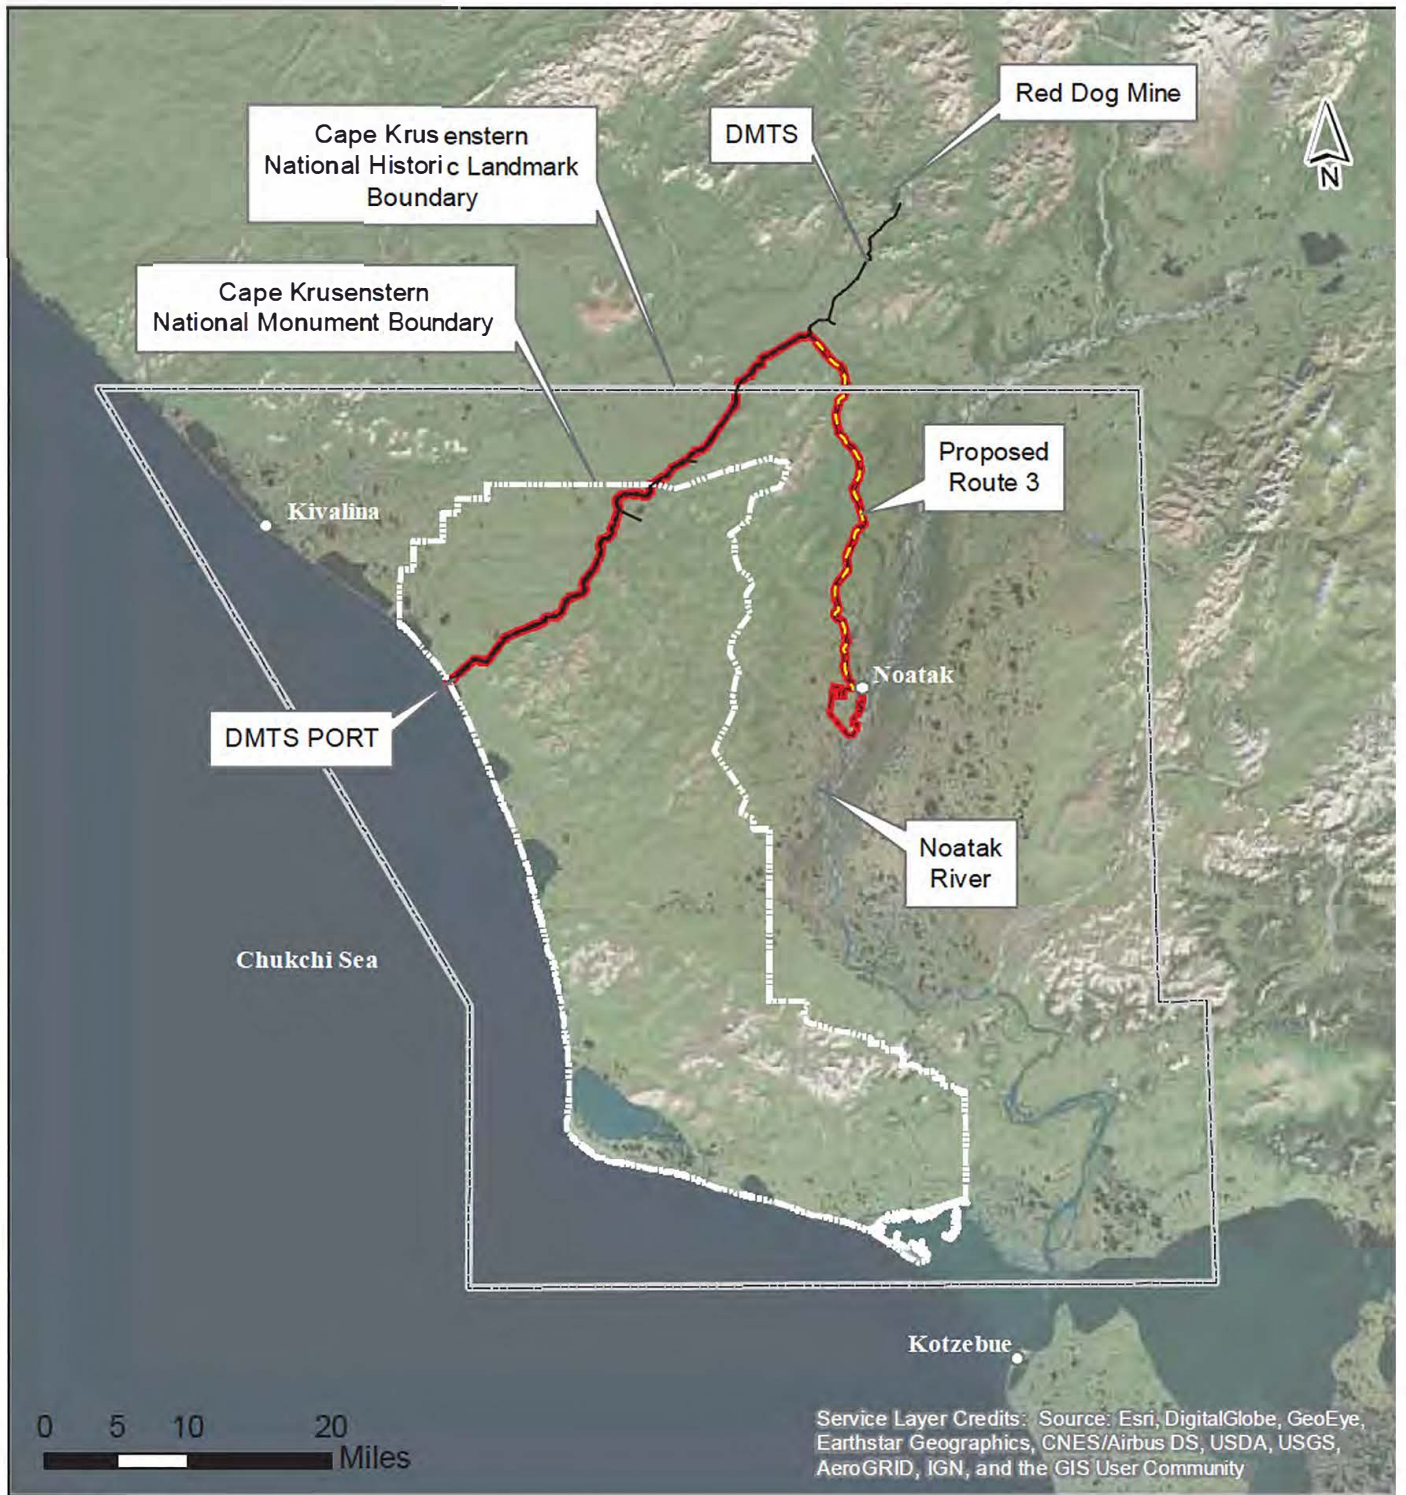 Red Dog Mine
DMTS
Cape Krusenstern
National Historic Landmark
Boundary
N
Cape Krusenstern
National Monument Boundary
Proposed
Route 3
Kivalina
Noatak
DMTS PORT
Noatak
River
Chukchi Sea
Kotzebue
0 5 10 20
Miles
Service Layer Credits: Source: Esri, DigitalGlobe, GeoEye,
Earthstar Geographics, CNES/Airbus DS, USDA, USGS,
AeroGRID, IGN, and the GIS User Community